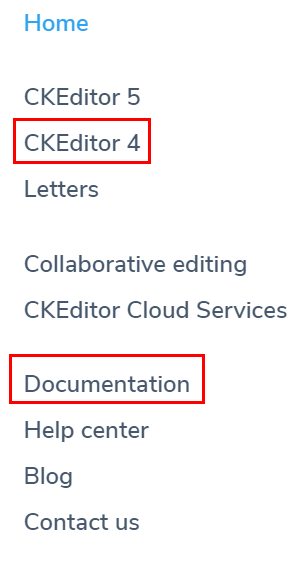 Home
CKEditor 5
CKEditor 4
Letters
Collaborative editing
CKEditor Cloud Services
Documentation
Help center
Blog
Contact us